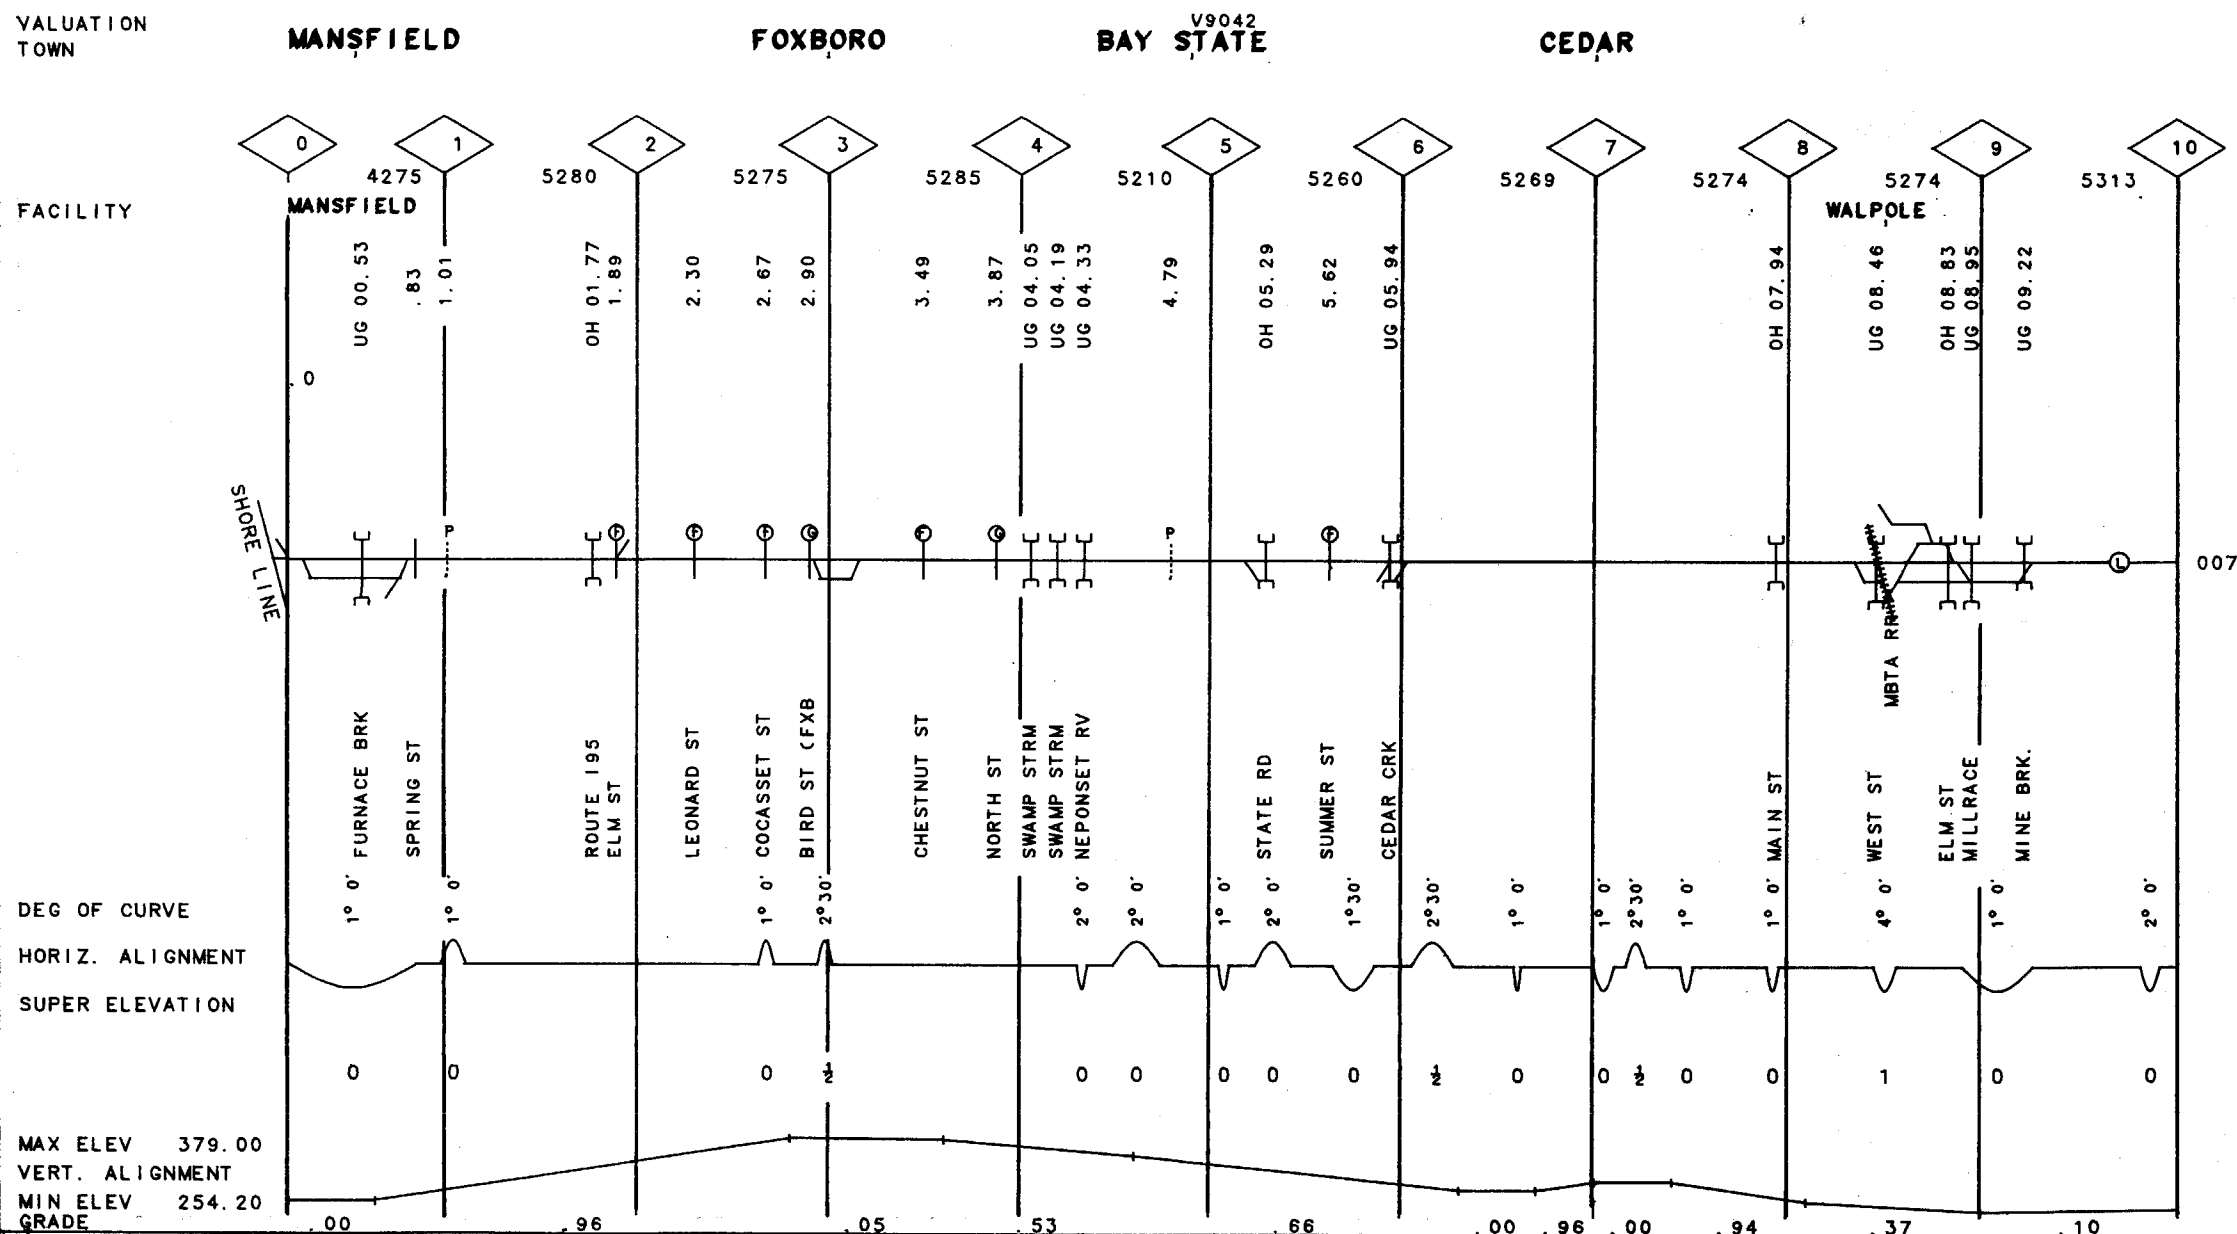 VALUATION
V9042
TOWN
MANSFIELD FOXBORO BAY STATE CEDAR
0 1 2 3 4 5 6 7 8 9 10
4275 5280 5275 5285 5210 5260 5269 5274 5274 5313
FACILITY
MANSFIELD WALPOLE
UG 00.53
.83
1.01
OH 01.77
1.89
2.30
2.67
2.90
3.49
3.87
UG 04.05
UG 04.19
UG 04.33
4.79
OH 05.29
5.62
UG 05.94
OH 07.94
UG 08.46
OH 08.83
UG 08.95
UG 09.22
.0
SHORE LINE
P F F F G F G P F L
007
MBTA RR
FURNACE BRK
SPRING ST
ROUTE I95
ELM ST
LEONARD ST
COCASSET ST
BIRD ST (FXB
CHESTNUT ST
NORTH ST
SWAMP STRM
SWAMP STRM
NEPONSET RV
STATE RD
SUMMER ST
CEDAR CRK
MAIN ST
WEST ST
ELM.ST
MILLRACE
MINE BRK.
DEG OF CURVE
1° 0' 1° 0' 1° 0' 2°30' 2° 0' 2° 0' 1° 0' 2° 0' 1°30' 2°30' 1° 0' 1° 0' 2°30' 1° 0' 1° 0' 4° 0' 1° 0' 2° 0'
HORIZ. ALIGNMENT
SUPER ELEVATION
0 0 0 ½ 0 0 0 0 0 ½ 0 0 ½ 0 0 1 0 0
MAX ELEV 379.00
VERT. ALIGNMENT
MIN ELEV 254.20
GRADE .00 .96 .05 .53 .66 .00 .96 .00 .94 .37 .10